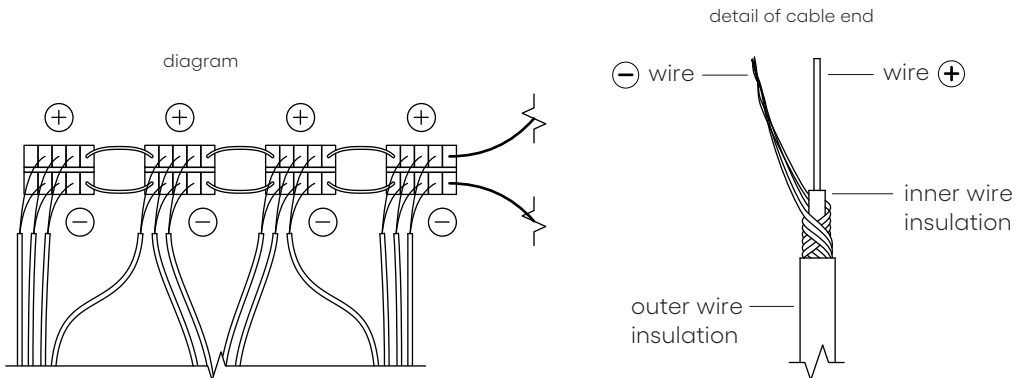 diagram
+ + + +
− − − −
detail of cable end
− wire
wire +
inner wire
insulation
outer wire
insulation